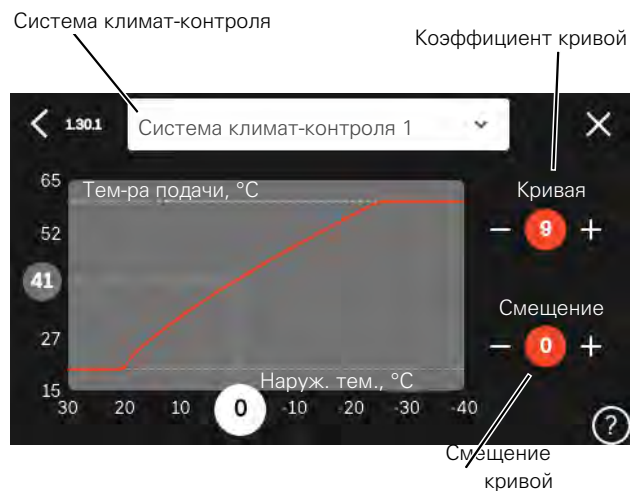 Система климат-контроля
Коэффициент кривой
1.30.1
Система климат-контроля 1
65
Тем-ра подачи, °C
52
41
27
15
Наруж. тем., °C
30 20 10 0 -10 -20 -30 -40
Кривая
− 9 +
Смещение
− 0 +
?
Смещение
кривой